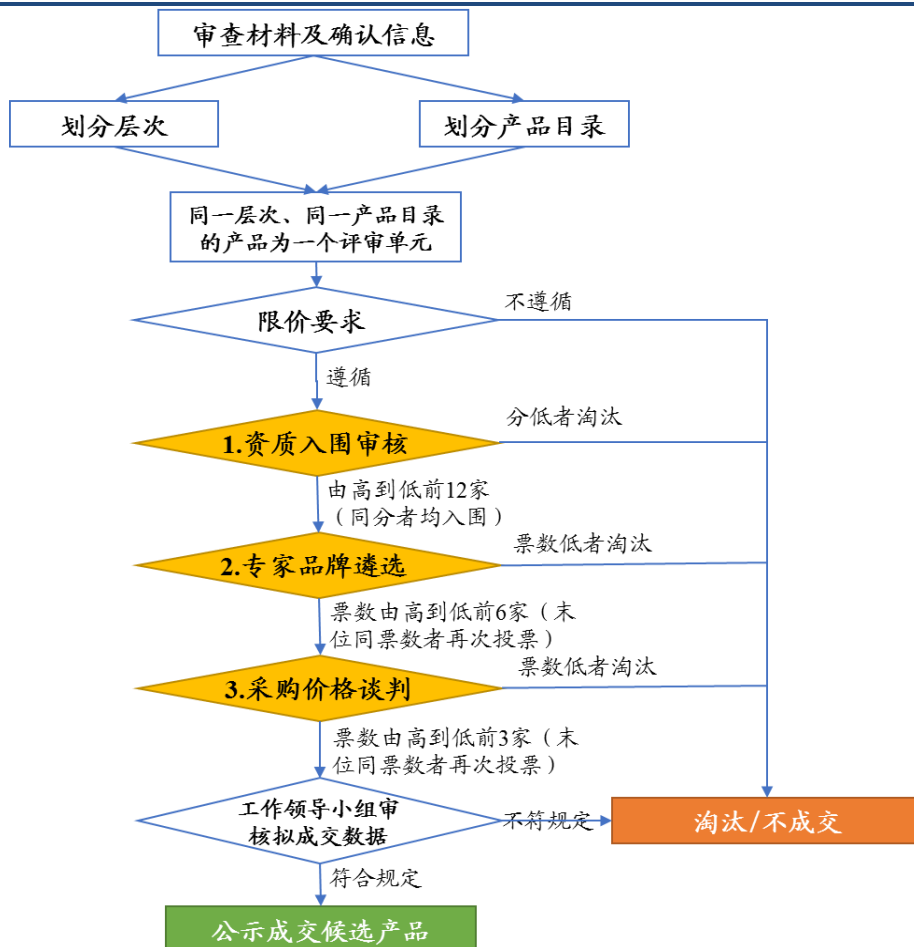 审查材料及确认信息
划分层次
划分产品目录
同一层次、同一产品目录
的产品为一个评审单元
限价要求
不遵循
遵循
1.资质入围审核
分低者淘汰
由高到低前12家
（同分者均入围）
2.专家品牌遴选
票数低者淘汰
票数由高到低前6家（末
位同票数者再次投票）
3.采购价格谈判
票数低者淘汰
票数由高到低前3家（末
位同票数者再次投票）
工作领导小组审
核拟成交数据
不符规定
淘汰/不成交
符合规定
公示成交候选产品